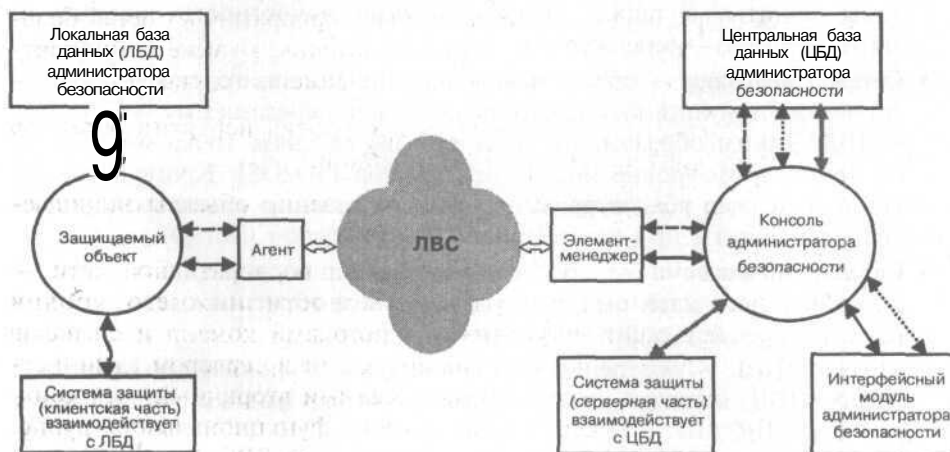 Локальная база
данных (ЛБД)
администратора
безопасности
Центральная база
данных (ЦБД)
администратора
безопасности
9'
Защищаемый
объект
Агент
ЛВС
Элемент-
менеджер
Консоль
администратора
безопасности
Система защиты
(клиентская часть)
взаимодействует
с ЛБД
Система защиты
(серверная часть)
взаимодействует
с ЦБД
Интерфейсный
модуль
администратора
безопасности